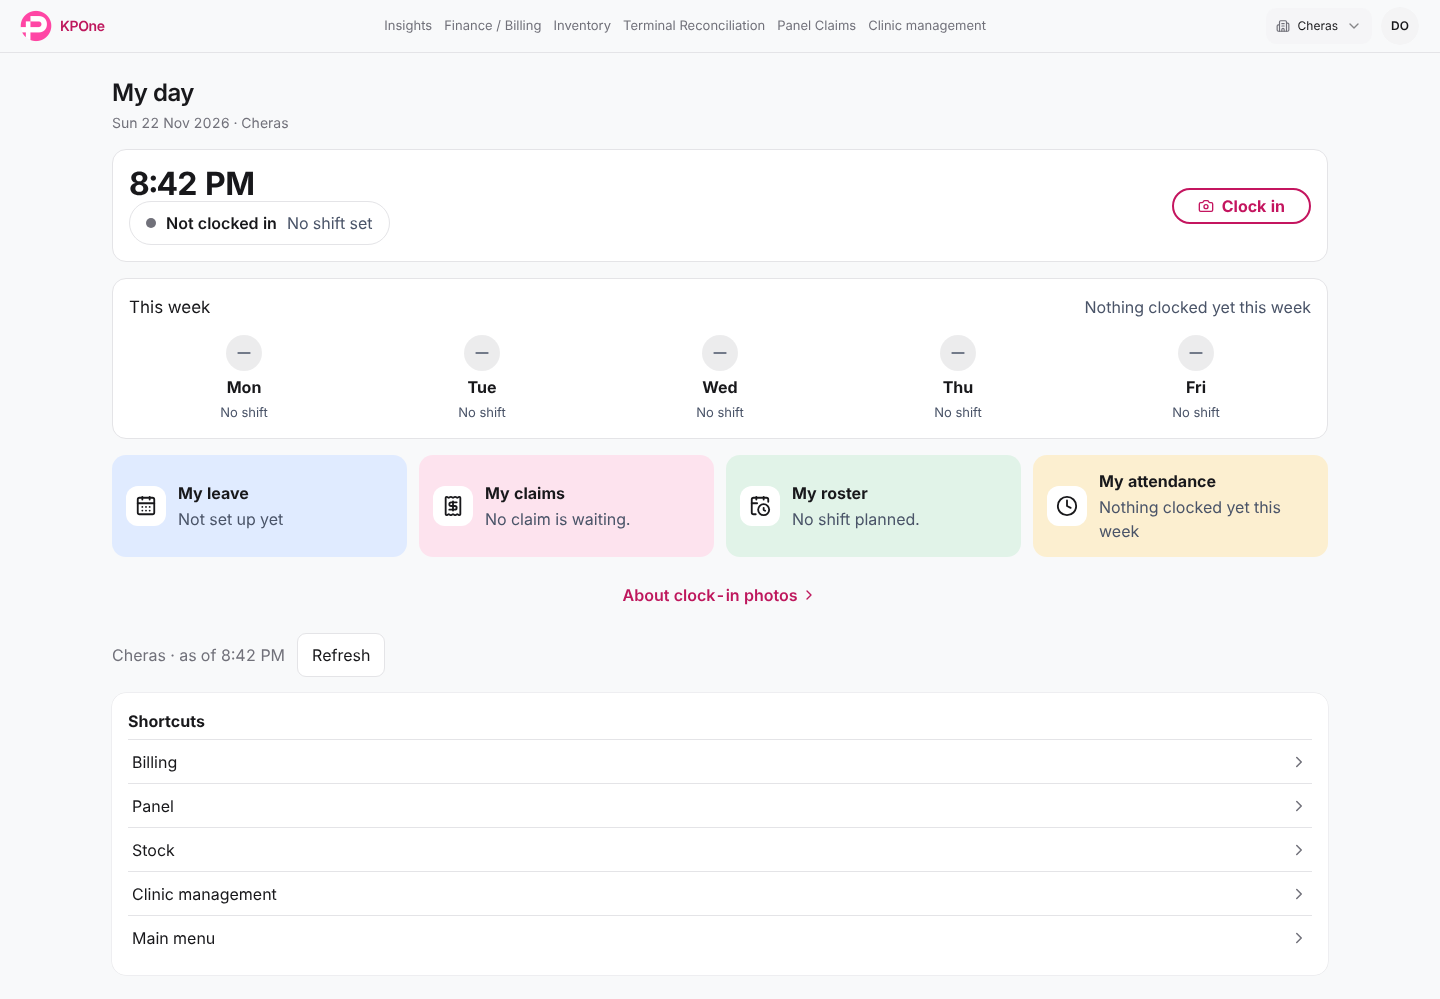 KPOne
Insights
Finance / Billing
Inventory
Terminal Reconciliation
Panel Claims
Clinic management
Cheras
DO
My day
Sun 22 Nov 2026 · Cheras
8:42 PM
Not clocked in No shift set
Clock in
This week
Nothing clocked yet this week
Mon
No shift
Tue
No shift
Wed
No shift
Thu
No shift
Fri
No shift
My leave
Not set up yet
My claims
No claim is waiting.
My roster
No shift planned.
My attendance
Nothing clocked yet this
week
About clock-in photos
Cheras · as of 8:42 PM
Refresh
Shortcuts
Billing
Panel
Stock
Clinic management
Main menu